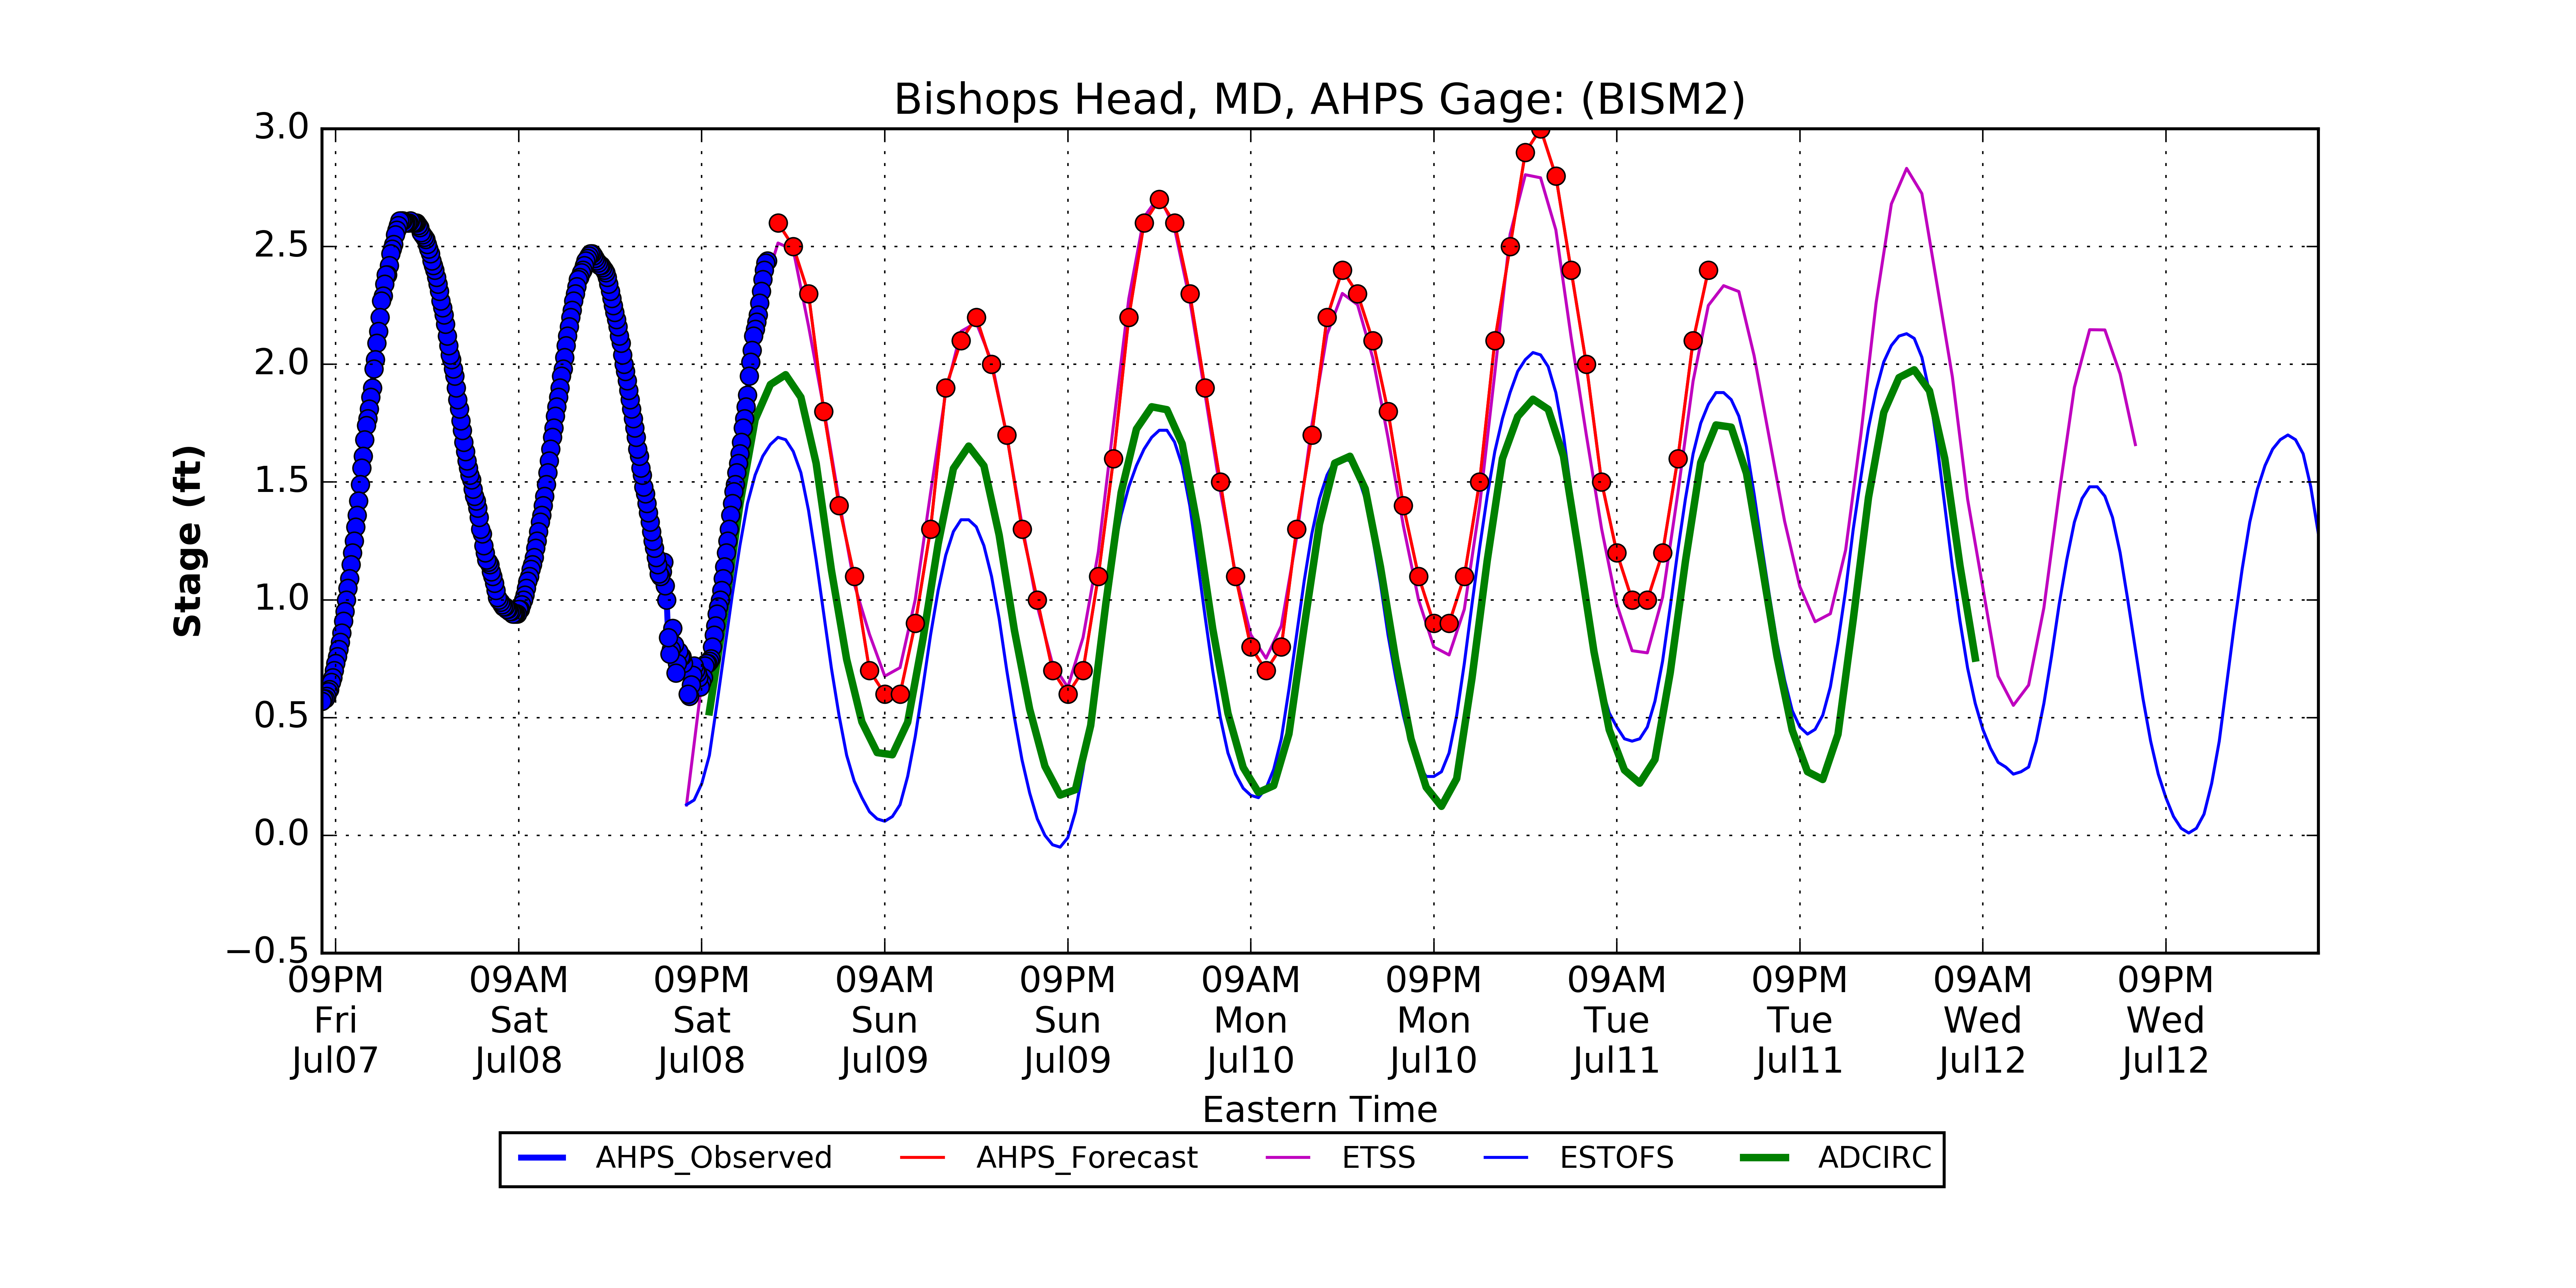 Bishops Head, MD, AHPS Gage: (BISM2)
3.0
2.5
2.0
1.5
1.0
0.5
0.0
−0.5
Stage (ft)
09PM 09AM 09PM 09AM 09PM 09AM 09PM 09AM 09PM 09AM 09PM
Fri Sat Sat Sun Sun Mon Mon Tue Tue Wed Wed
Jul07 Jul08 Jul08 Jul09 Jul09 Jul10 Jul10 Jul11 Jul11 Jul12 Jul12
Eastern Time
AHPS_Observed AHPS_Forecast ETSS ESTOFS ADCIRC